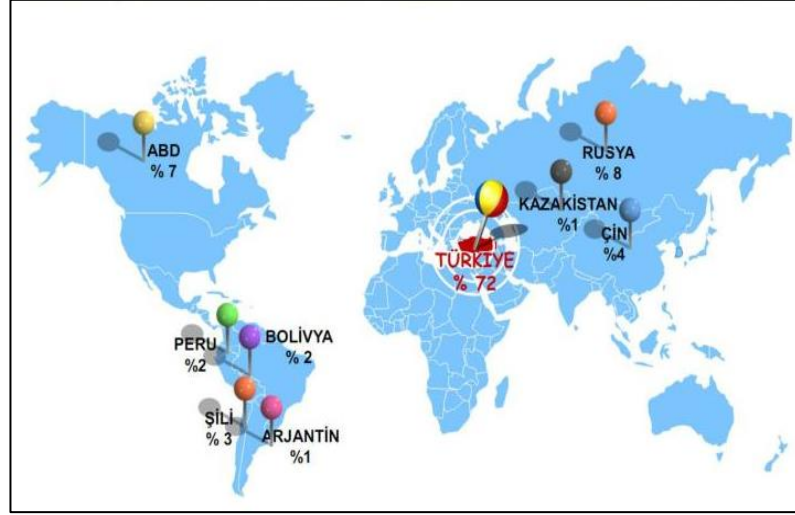 ABD
% 7
RUSYA
% 8
KAZAKİSTAN
%1
ÇİN
%4
TÜRKİYE
% 72
PERU
%2
BOLİVYA
% 2
ŞİLİ
% 3
ARJANTİN
%1